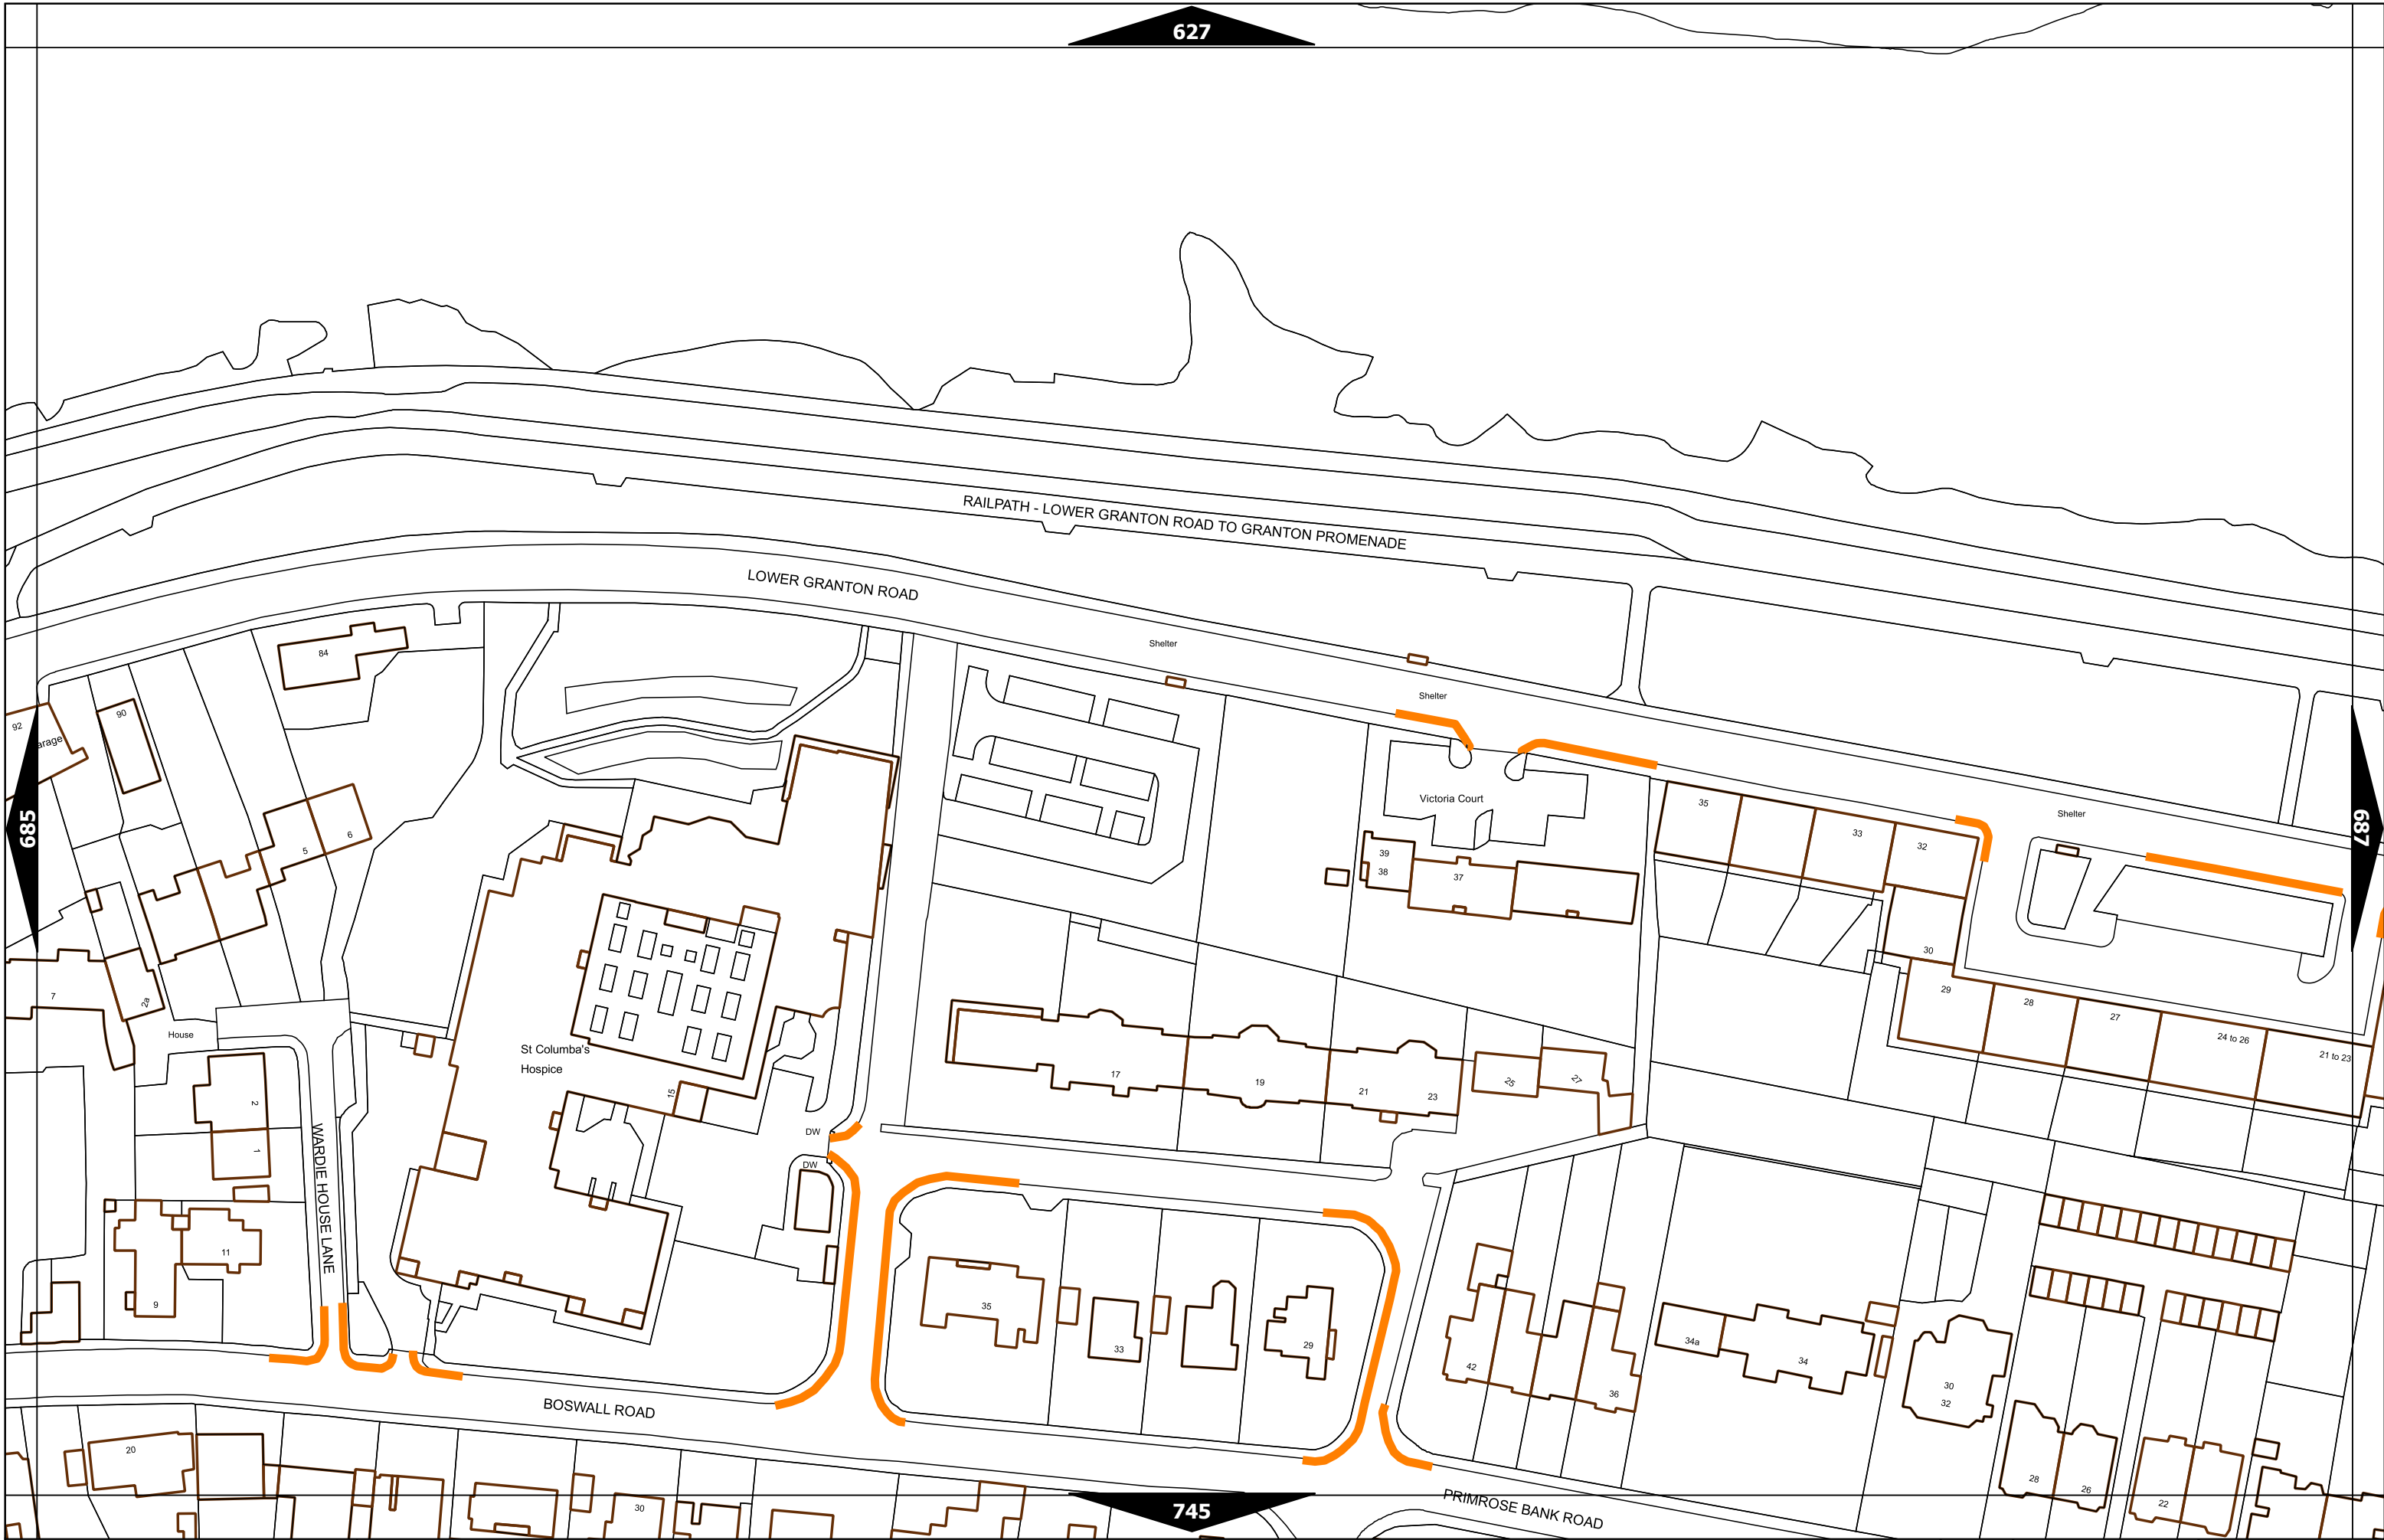 627
RAILPATH - LOWER GRANTON ROAD TO GRANTON PROMENADE
LOWER GRANTON ROAD
Shelter
84
Shelter
90
92
arage
685
687
Victoria Court
Shelter
35
33
32
6
5
39
38
37
30
29
28
27
24 to 26
21 to 23
7
2a
House
St Columba's
Hospice
15
17
19
21
23
25
27
2
1
DW
DW
WARDIE HOUSE LANE
11
9
35
33
29
42
36
34a
34
30
32
BOSWALL ROAD
20
30
28
26
22
745
PRIMROSE BANK ROAD